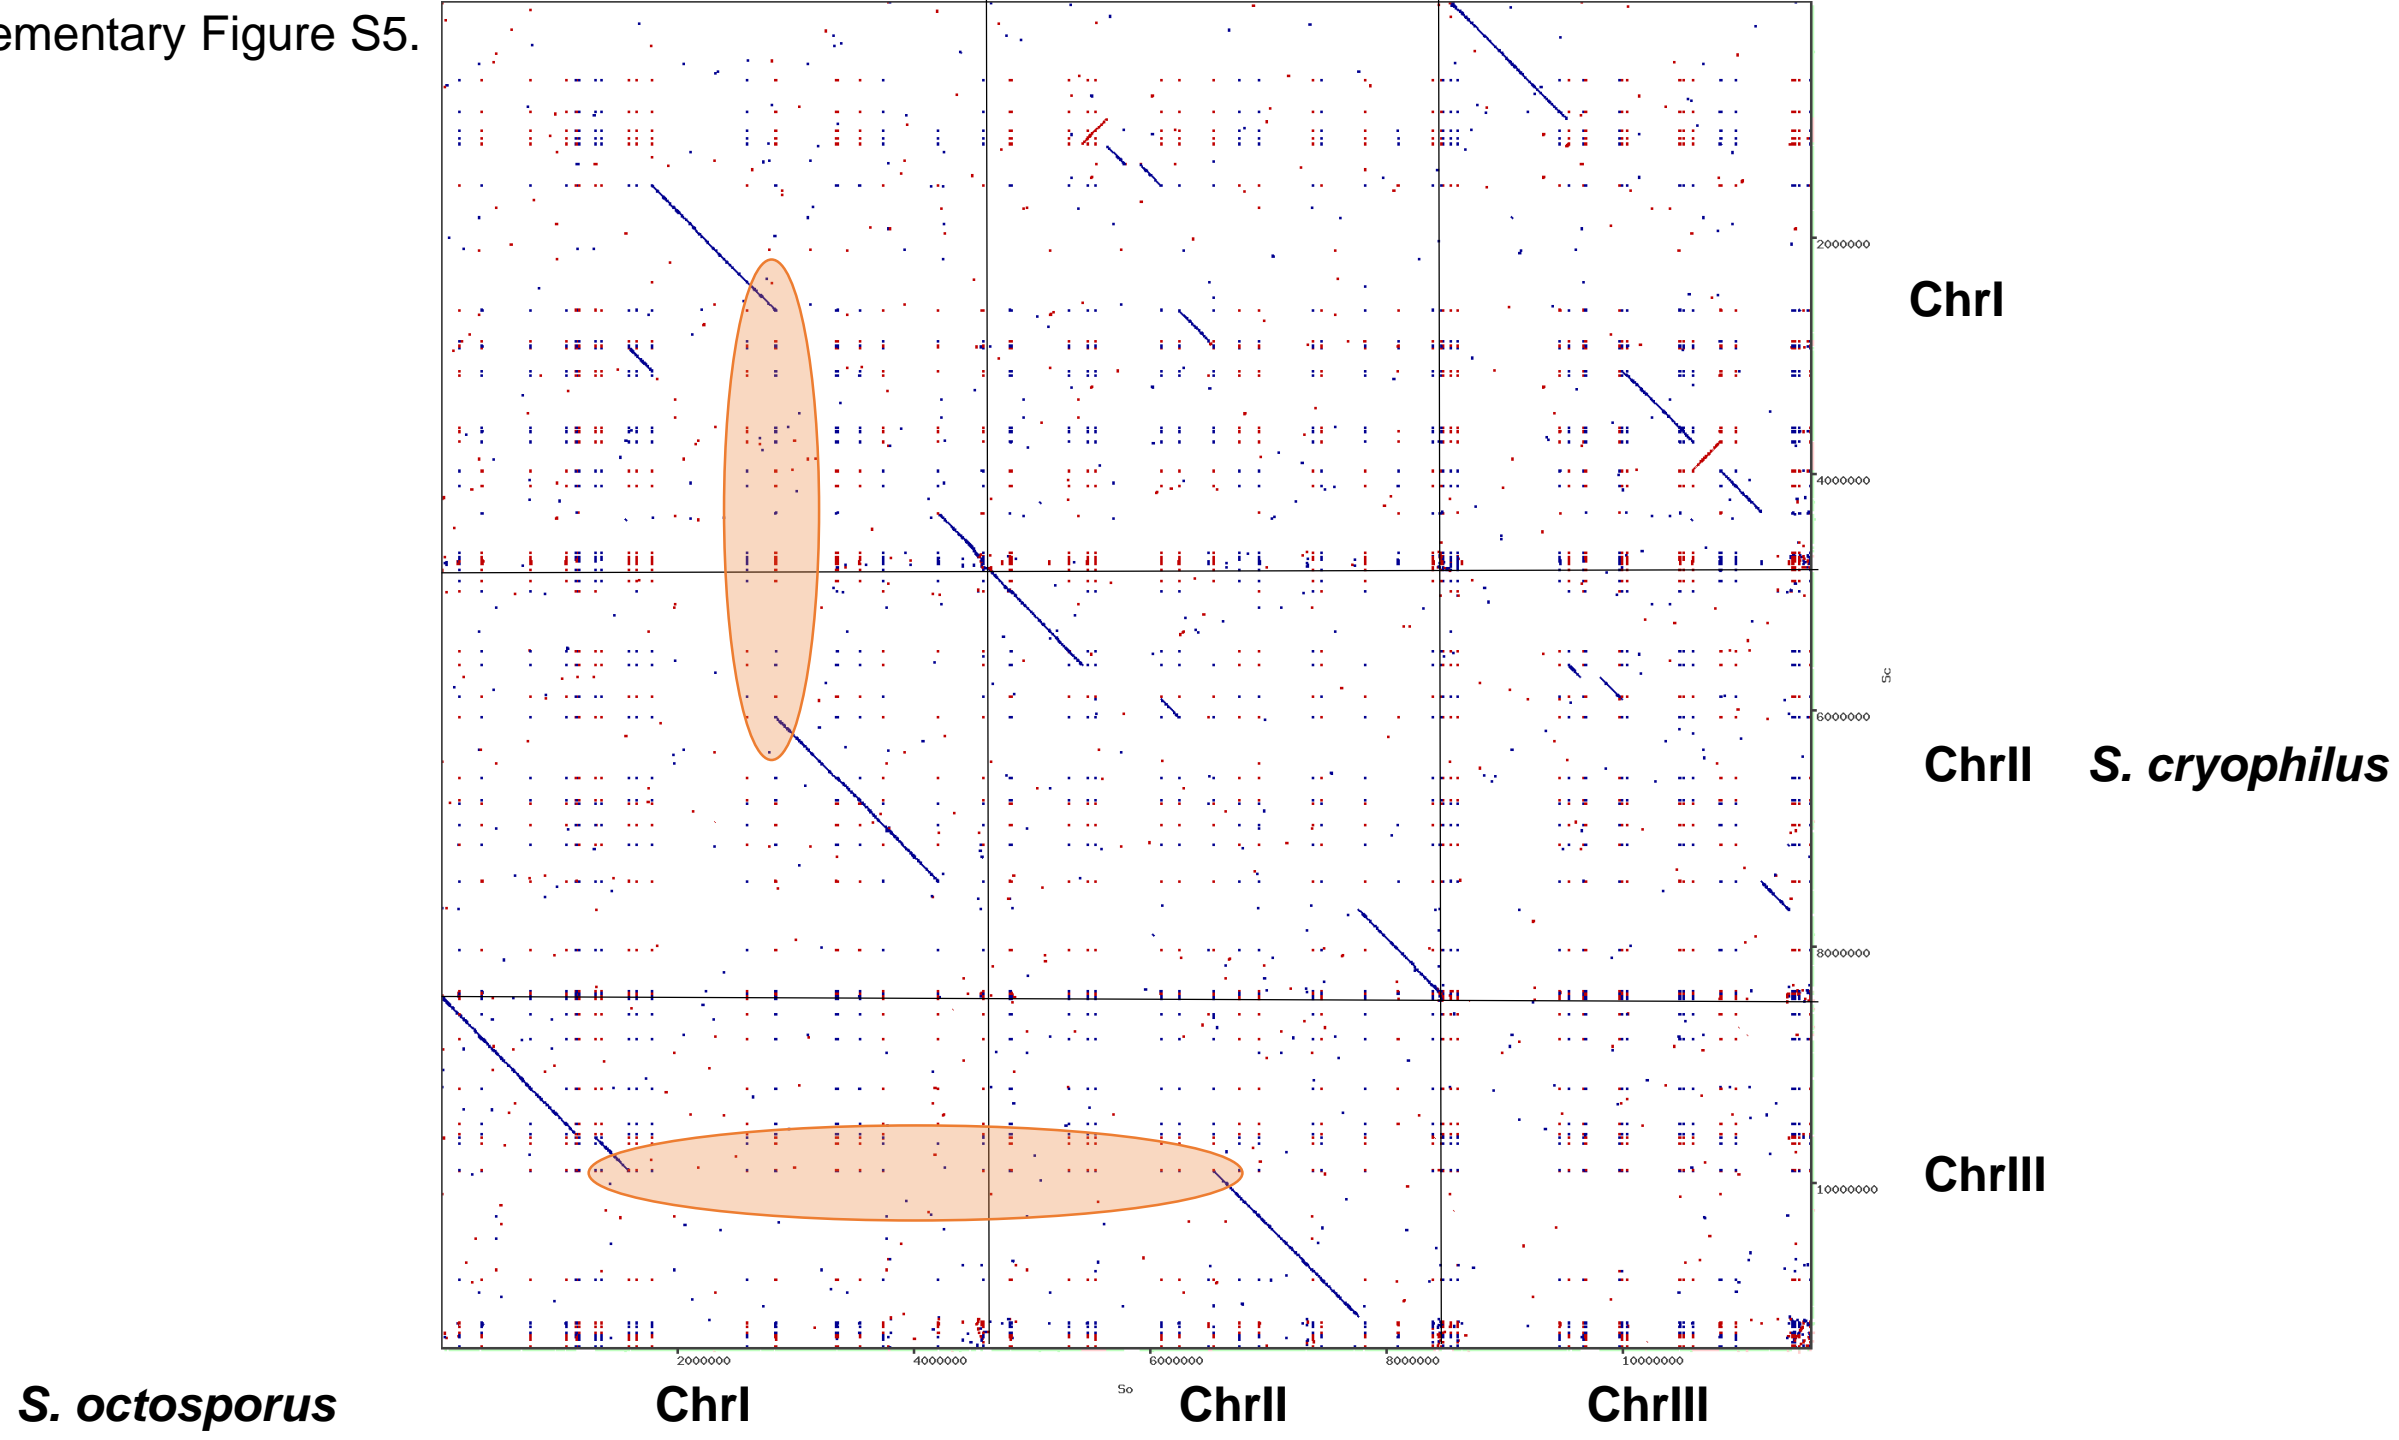 ementary Figure S5.
2000000
ChrI
4000000
Sc
6000000
ChrII S. cryophilus
8000000
ChrIII
10000000
2000000 4000000 6000000 8000000 10000000
So
S. octosporus ChrI ChrII ChrIII